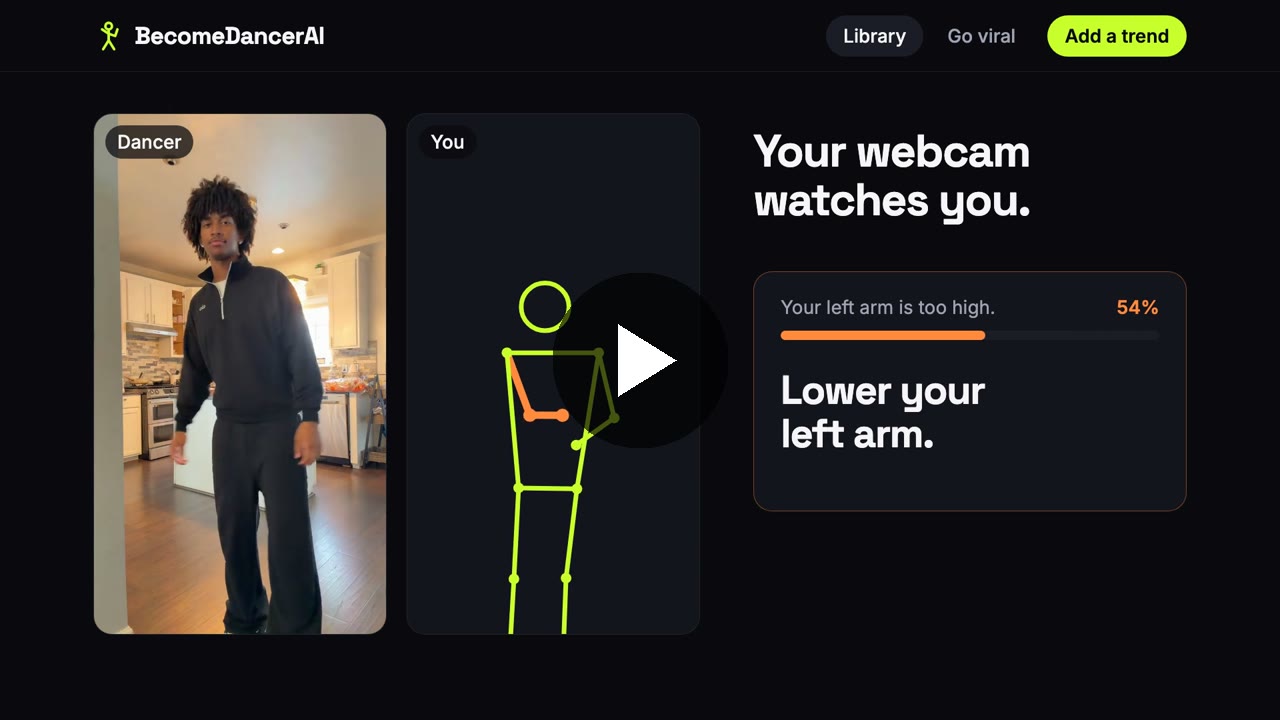 BecomeDancerAI
Library
Go viral
Add a trend
Dancer
You
Your webcam
watches you.
Your left arm is too high.
54%
Lower your
left arm.